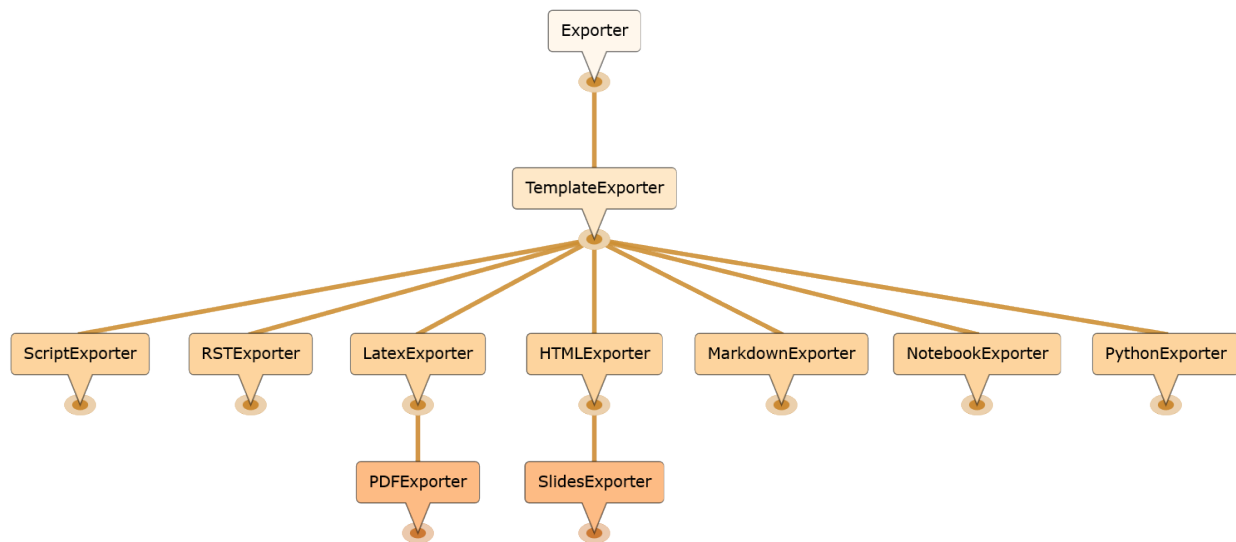 Exporter
TemplateExporter
ScriptExporter
RSTExporter
LatexExporter
HTMLExporter
MarkdownExporter
NotebookExporter
PythonExporter
PDFExporter
SlidesExporter